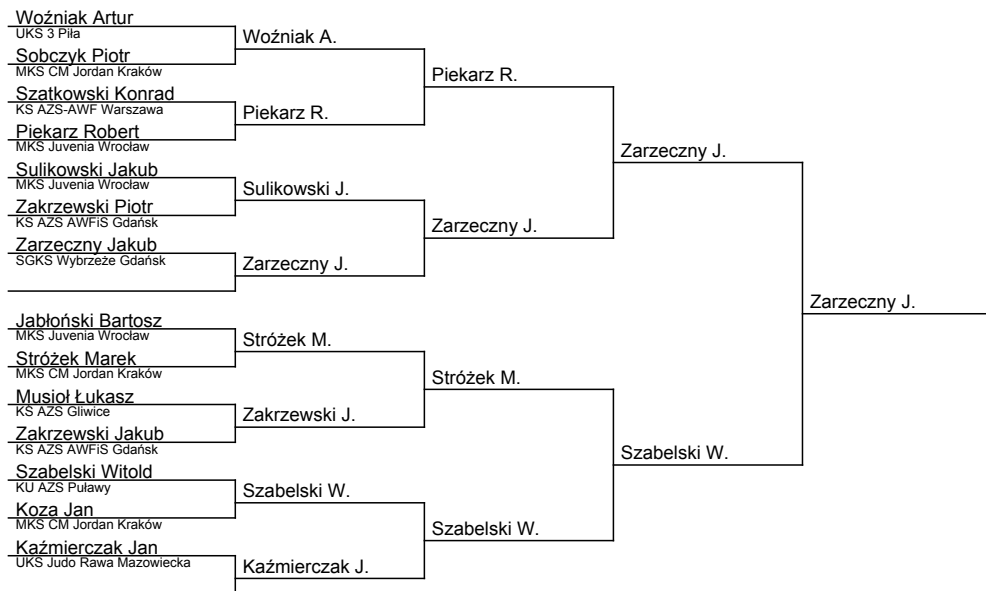 Woźniak Artur
UKS 3 Piła
Sobczyk Piotr
MKS CM Jordan Kraków
Szatkowski Konrad
KS AZS-AWF Warszawa
Piekarz Robert
MKS Juvenia Wrocław
Sulikowski Jakub
MKS Juvenia Wrocław
Zakrzewski Piotr
KS AZS AWFiS Gdańsk
Zarzeczny Jakub
SGKS Wybrzeże Gdańsk
Jabłoński Bartosz
MKS Juvenia Wrocław
Stróżek Marek
MKS CM Jordan Kraków
Musioł Łukasz
KS AZS Gliwice
Zakrzewski Jakub
KS AZS AWFiS Gdańsk
Szabelski Witold
KU AZS Puławy
Koza Jan
MKS CM Jordan Kraków
Kaźmierczak Jan
UKS Judo Rawa Mazowiecka
Woźniak A.
Piekarz R.
Sulikowski J.
Zarzeczny J.
Stróżek M.
Zakrzewski J.
Szabelski W.
Kaźmierczak J.
Piekarz R.
Zarzeczny J.
Stróżek M.
Szabelski W.
Zarzeczny J.
Szabelski W.
Zarzeczny J.